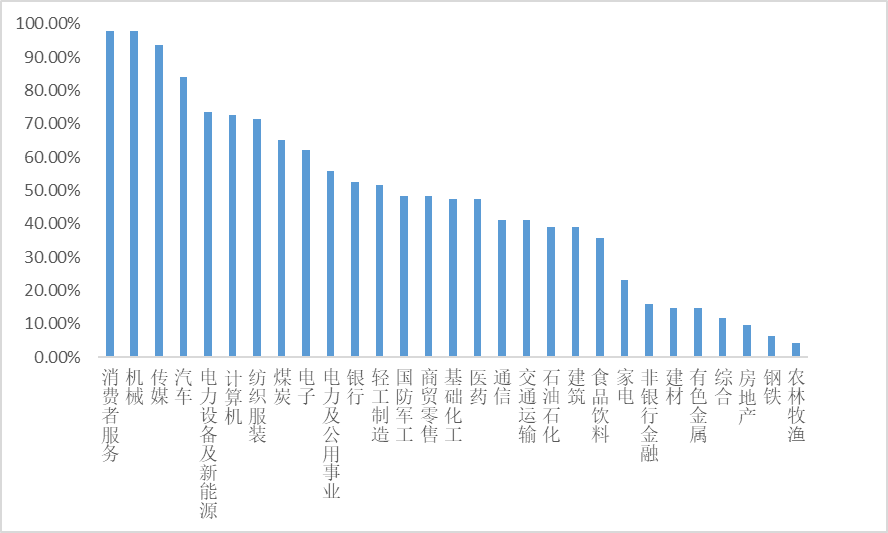 100.00%
90.00%
80.00%
70.00%
60.00%
50.00%
40.00%
30.00%
20.00%
10.00%
0.00%
消费者服务
机械
传媒
汽车
电力设备及新能源
计算机
纺织服装
煤炭
电子
电力及公用事业
银行
轻工制造
国防军工
商贸零售
基础化工
医药
通信
交通运输
石油石化
建筑
食品饮料
家电
非银行金融
建材
有色金属
综合
房地产
钢铁
农林牧渔